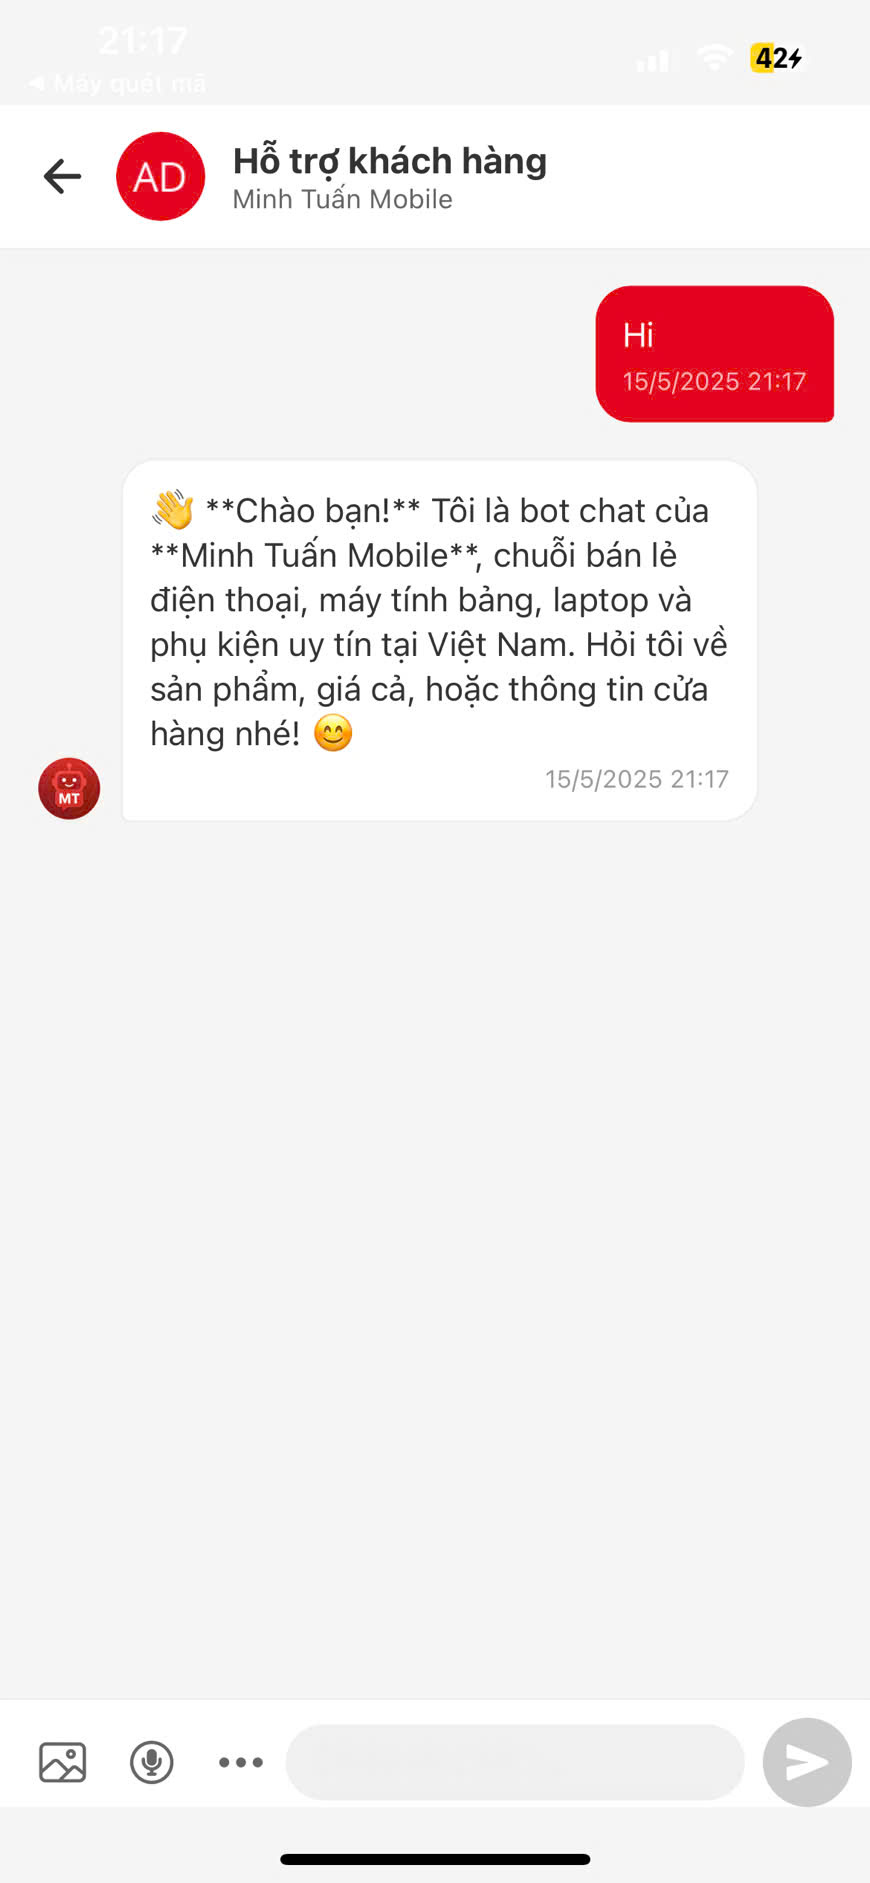 21:17
42
◀ Máy quét mã
AD
Hỗ trợ khách hàng
Minh Tuấn Mobile
Hi
15/5/2025 21:17
👋 **Chào bạn!** Tôi là bot chat của
**Minh Tuấn Mobile**, chuỗi bán lẻ
điện thoại, máy tính bảng, laptop và
phụ kiện uy tín tại Việt Nam. Hỏi tôi về
sản phẩm, giá cả, hoặc thông tin cửa
hàng nhé! 😊
15/5/2025 21:17
MT